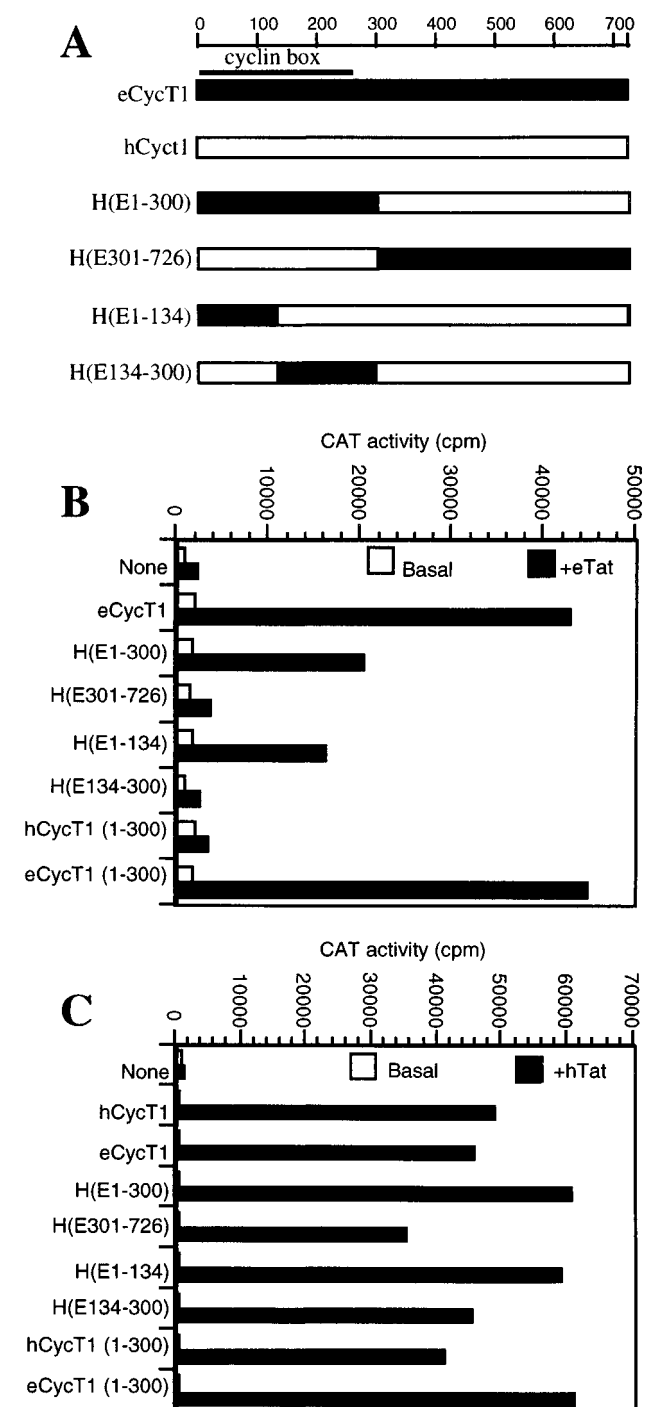 A
0 100 200 300 400 500 600 700
cyclin box
eCycT1
hCyct1
H(E1-300)
H(E301-726)
H(E1-134)
H(E134-300)
CAT activity (cpm)
B
0 10000 20000 30000 40000 50000
None
Basal
+eTat
eCycT1
H(E1-300)
H(E301-726)
H(E1-134)
H(E134-300)
hCycT1 (1-300)
eCycT1 (1-300)
CAT activity (cpm)
C
0 10000 20000 30000 40000 50000 60000 70000
None
Basal
+hTat
hCycT1
eCycT1
H(E1-300)
H(E301-726)
H(E1-134)
H(E134-300)
hCycT1 (1-300)
eCycT1 (1-300)